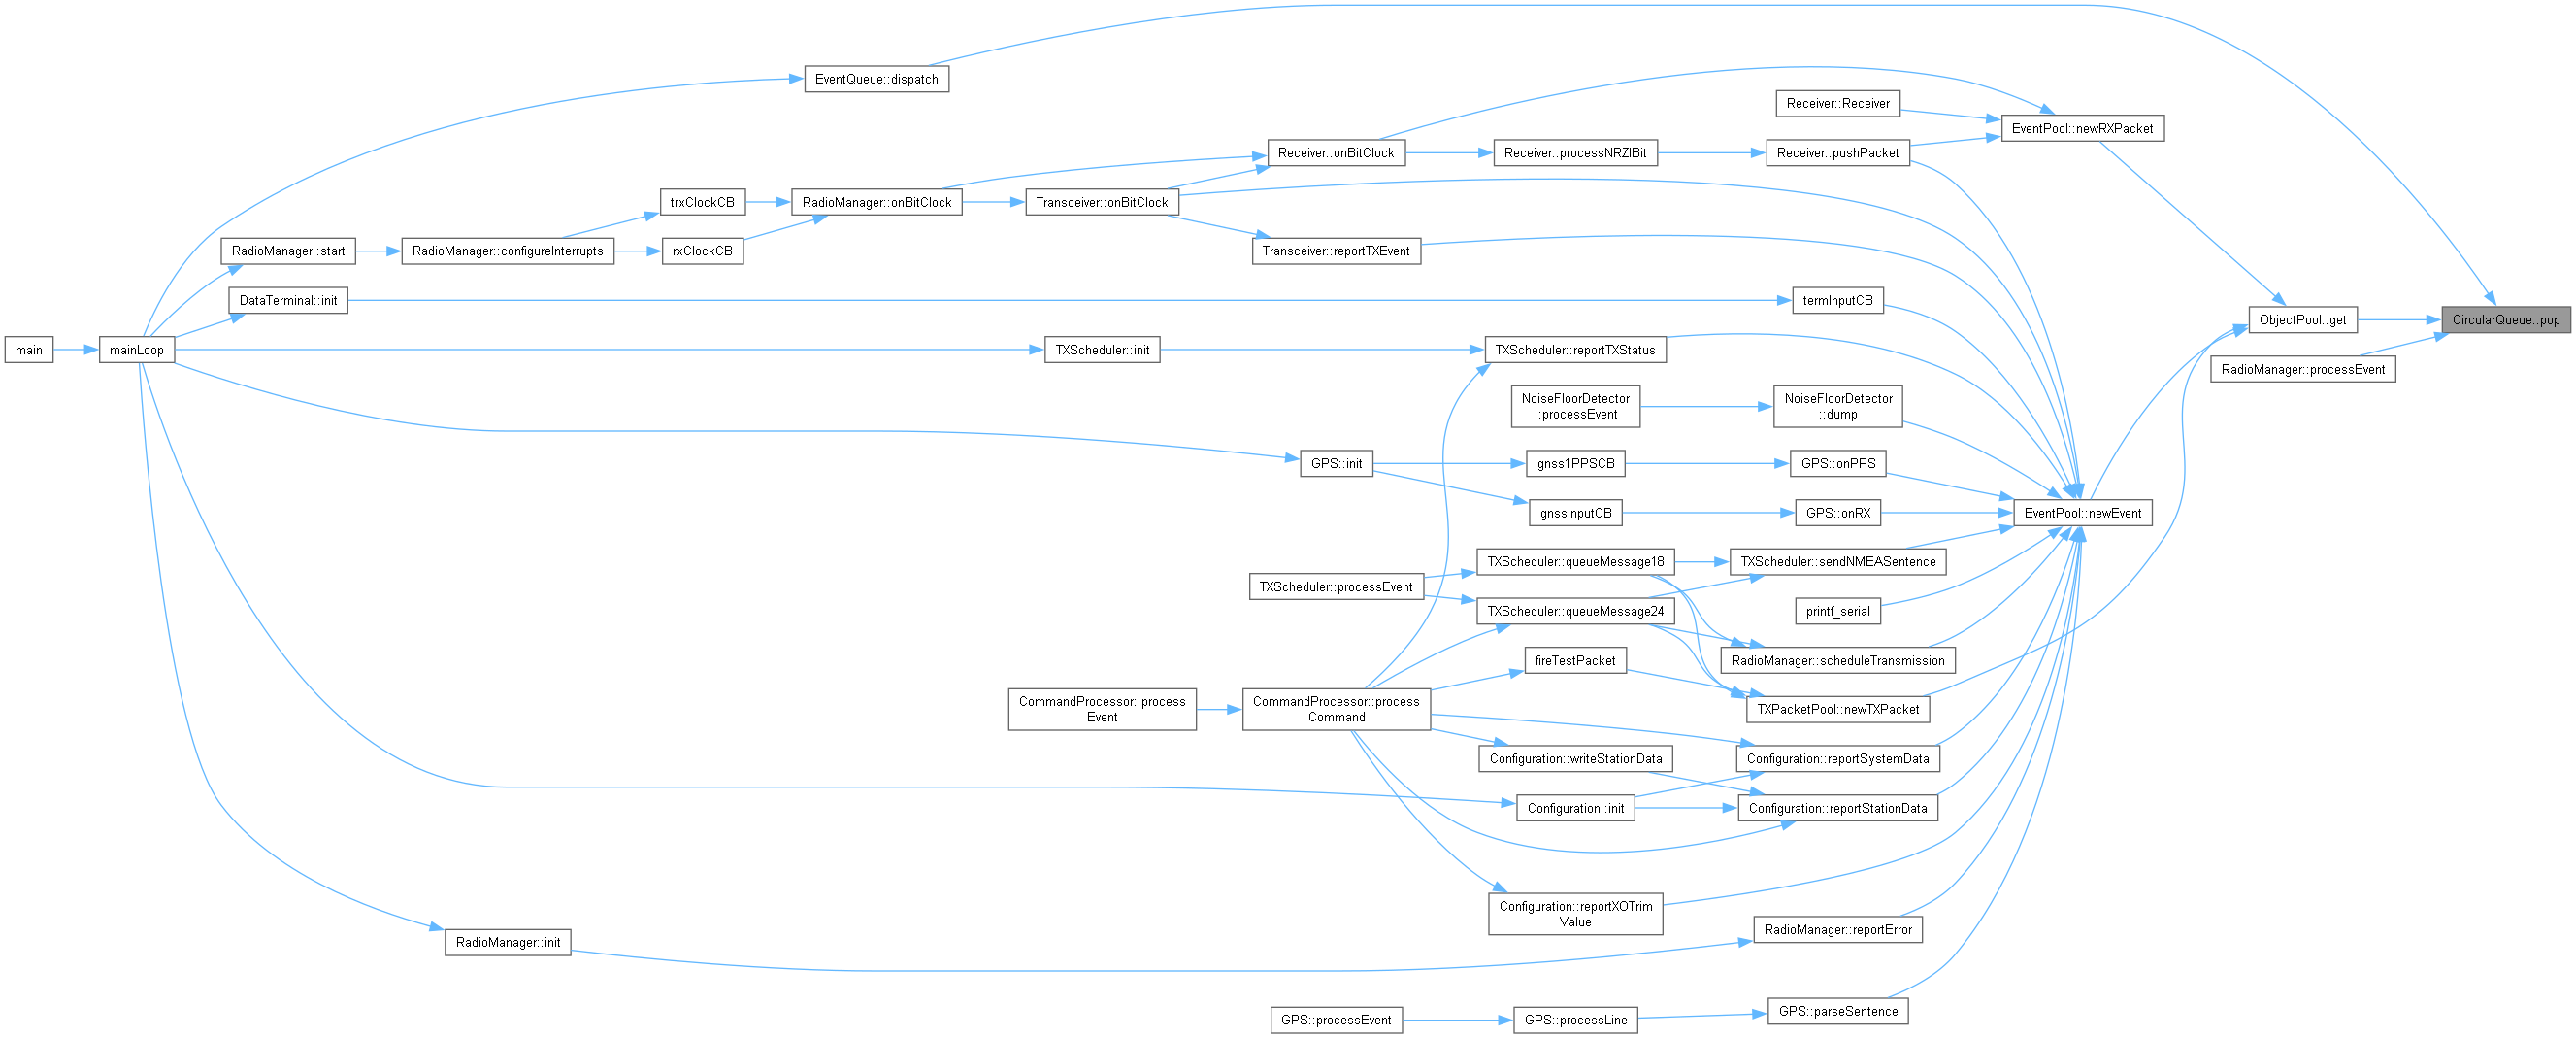 EventQueue::dispatch
Receiver::Receiver
EventPool::newRXPacket
Receiver::onBitClock
Receiver::processNRZIBit
Receiver::pushPacket
trxClockCB
RadioManager::onBitClock
Transceiver::onBitClock
RadioManager::start
RadioManager::configureInterrupts
rxClockCB
Transceiver::reportTXEvent
DataTerminal::init
termInputCB
ObjectPool::get
CircularQueue::pop
main
mainLoop
TXScheduler::init
TXScheduler::reportTXStatus
RadioManager::processEvent
NoiseFloorDetector
::processEvent
NoiseFloorDetector
::dump
GPS::init
gnss1PPSCB
GPS::onPPS
gnssInputCB
GPS::onRX
EventPool::newEvent
TXScheduler::queueMessage18
TXScheduler::sendNMEASentence
TXScheduler::processEvent
TXScheduler::queueMessage24
printf_serial
fireTestPacket
RadioManager::scheduleTransmission
CommandProcessor::process
Event
CommandProcessor::process
Command
TXPacketPool::newTXPacket
Configuration::writeStationData
Configuration::reportSystemData
Configuration::init
Configuration::reportStationData
Configuration::reportXOTrim
Value
RadioManager::init
RadioManager::reportError
GPS::processEvent
GPS::processLine
GPS::parseSentence